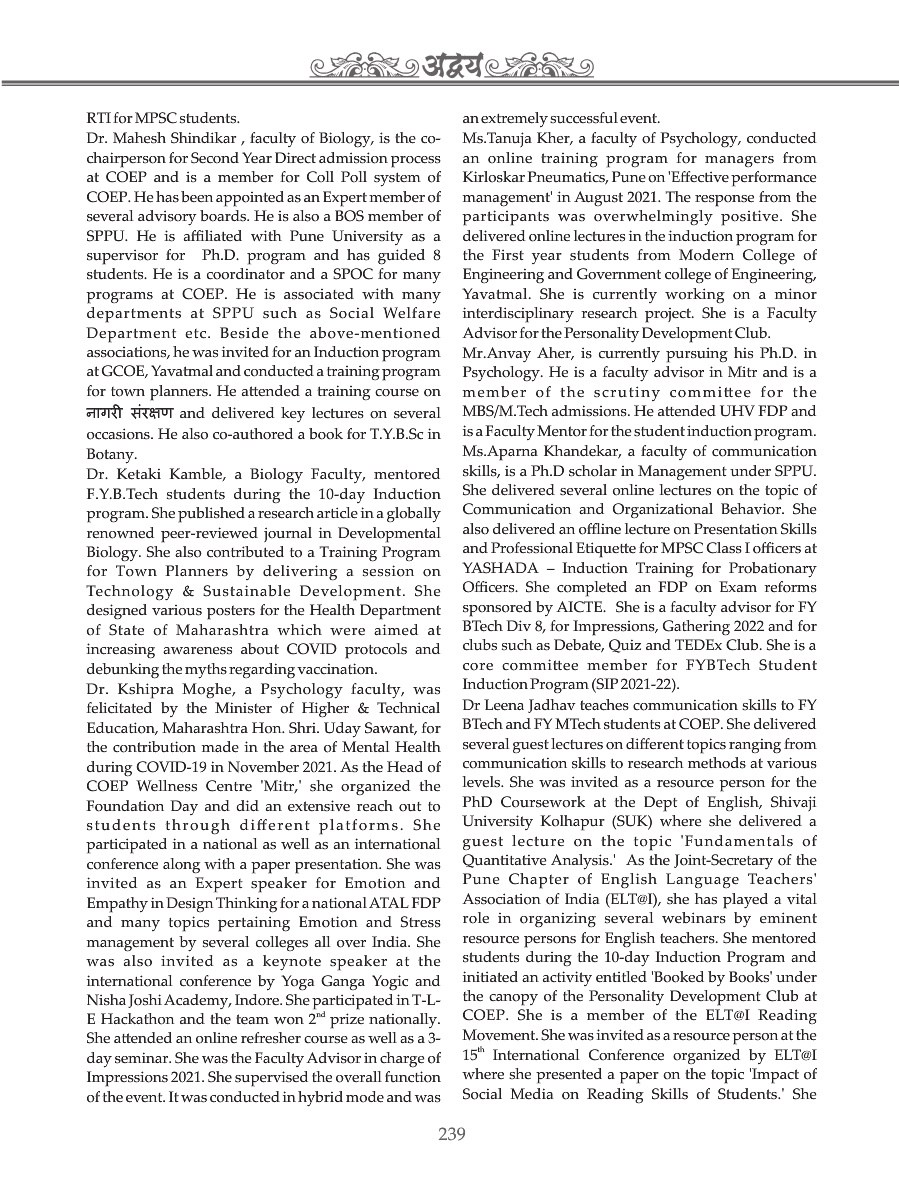 अद्वय
RTI for MPSC students.
Dr. Mahesh Shindikar , faculty of Biology, is the co-
chairperson for Second Year Direct admission process
at COEP and is a member for Coll Poll system of
COEP. He has been appointed as an Expert member of
several advisory boards. He is also a BOS member of
SPPU. He is affiliated with Pune University as a
supervisor for Ph.D. program and has guided 8
students. He is a coordinator and a SPOC for many
programs at COEP. He is associated with many
departments at SPPU such as Social Welfare
Department etc. Beside the above-mentioned
associations, he was invited for an Induction program
at GCOE, Yavatmal and conducted a training program
for town planners. He attended a training course on
नागरी संरक्षण and delivered key lectures on several
occasions. He also co-authored a book for T.Y.B.Sc in
Botany.
Dr. Ketaki Kamble, a Biology Faculty, mentored
F.Y.B.Tech students during the 10-day Induction
program. She published a research article in a globally
renowned peer-reviewed journal in Developmental
Biology. She also contributed to a Training Program
for Town Planners by delivering a session on
Technology & Sustainable Development. She
designed various posters for the Health Department
of State of Maharashtra which were aimed at
increasing awareness about COVID protocols and
debunking the myths regarding vaccination.
Dr. Kshipra Moghe, a Psychology faculty, was
felicitated by the Minister of Higher & Technical
Education, Maharashtra Hon. Shri. Uday Sawant, for
the contribution made in the area of Mental Health
during COVID-19 in November 2021. As the Head of
COEP Wellness Centre 'Mitr,' she organized the
Foundation Day and did an extensive reach out to
students through different platforms. She
participated in a national as well as an international
conference along with a paper presentation. She was
invited as an Expert speaker for Emotion and
Empathy in Design Thinking for a national ATAL FDP
and many topics pertaining Emotion and Stress
management by several colleges all over India. She
was also invited as a keynote speaker at the
international conference by Yoga Ganga Yogic and
Nisha Joshi Academy, Indore. She participated in T-L-
E Hackathon and the team won 2nd prize nationally.
She attended an online refresher course as well as a 3-
day seminar. She was the Faculty Advisor in charge of
Impressions 2021. She supervised the overall function
of the event. It was conducted in hybrid mode and was
an extremely successful event.
Ms.Tanuja Kher, a faculty of Psychology, conducted
an online training program for managers from
Kirloskar Pneumatics, Pune on 'Effective performance
management' in August 2021. The response from the
participants was overwhelmingly positive. She
delivered online lectures in the induction program for
the First year students from Modern College of
Engineering and Government college of Engineering,
Yavatmal. She is currently working on a minor
interdisciplinary research project. She is a Faculty
Advisor for the Personality Development Club.
Mr.Anvay Aher, is currently pursuing his Ph.D. in
Psychology. He is a faculty advisor in Mitr and is a
member of the scrutiny committee for the
MBS/M.Tech admissions. He attended UHV FDP and
is a Faculty Mentor for the student induction program.
Ms.Aparna Khandekar, a faculty of communication
skills, is a Ph.D scholar in Management under SPPU.
She delivered several online lectures on the topic of
Communication and Organizational Behavior. She
also delivered an offline lecture on Presentation Skills
and Professional Etiquette for MPSC Class I officers at
YASHADA – Induction Training for Probationary
Officers. She completed an FDP on Exam reforms
sponsored by AICTE. She is a faculty advisor for FY
BTech Div 8, for Impressions, Gathering 2022 and for
clubs such as Debate, Quiz and TEDEx Club. She is a
core committee member for FYBTech Student
Induction Program (SIP 2021-22).
Dr Leena Jadhav teaches communication skills to FY
BTech and FY MTech students at COEP. She delivered
several guest lectures on different topics ranging from
communication skills to research methods at various
levels. She was invited as a resource person for the
PhD Coursework at the Dept of English, Shivaji
University Kolhapur (SUK) where she delivered a
guest lecture on the topic 'Fundamentals of
Quantitative Analysis.' As the Joint-Secretary of the
Pune Chapter of English Language Teachers'
Association of India (ELT@I), she has played a vital
role in organizing several webinars by eminent
resource persons for English teachers. She mentored
students during the 10-day Induction Program and
initiated an activity entitled 'Booked by Books' under
the canopy of the Personality Development Club at
COEP. She is a member of the ELT@I Reading
Movement. She was invited as a resource person at the
15th International Conference organized by ELT@I
where she presented a paper on the topic 'Impact of
Social Media on Reading Skills of Students.' She
239